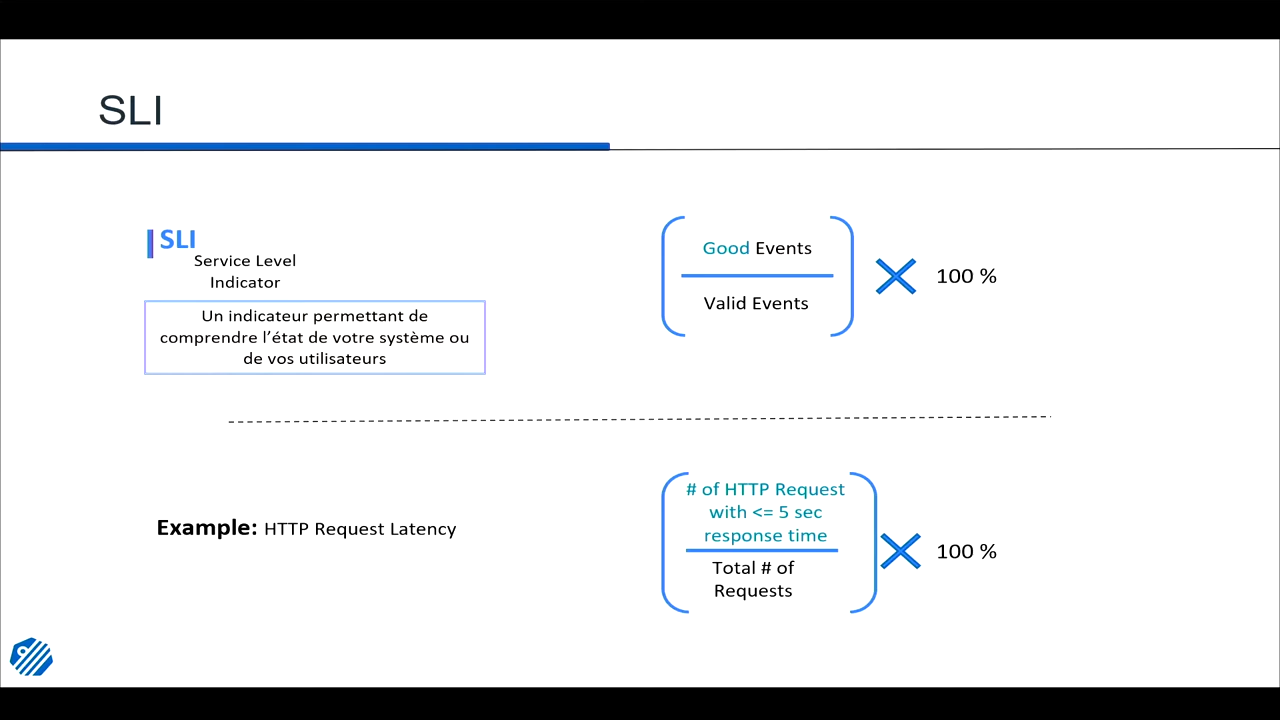 SLI
SLI
Service Level
Indicator
Un indicateur permettant de
comprendre l'état de votre système ou
de vos utilisateurs
Good Events
Valid Events
100 %
Example: HTTP Request Latency
# of HTTP Request
with <= 5 sec
response time
Total # of
Requests
100 %